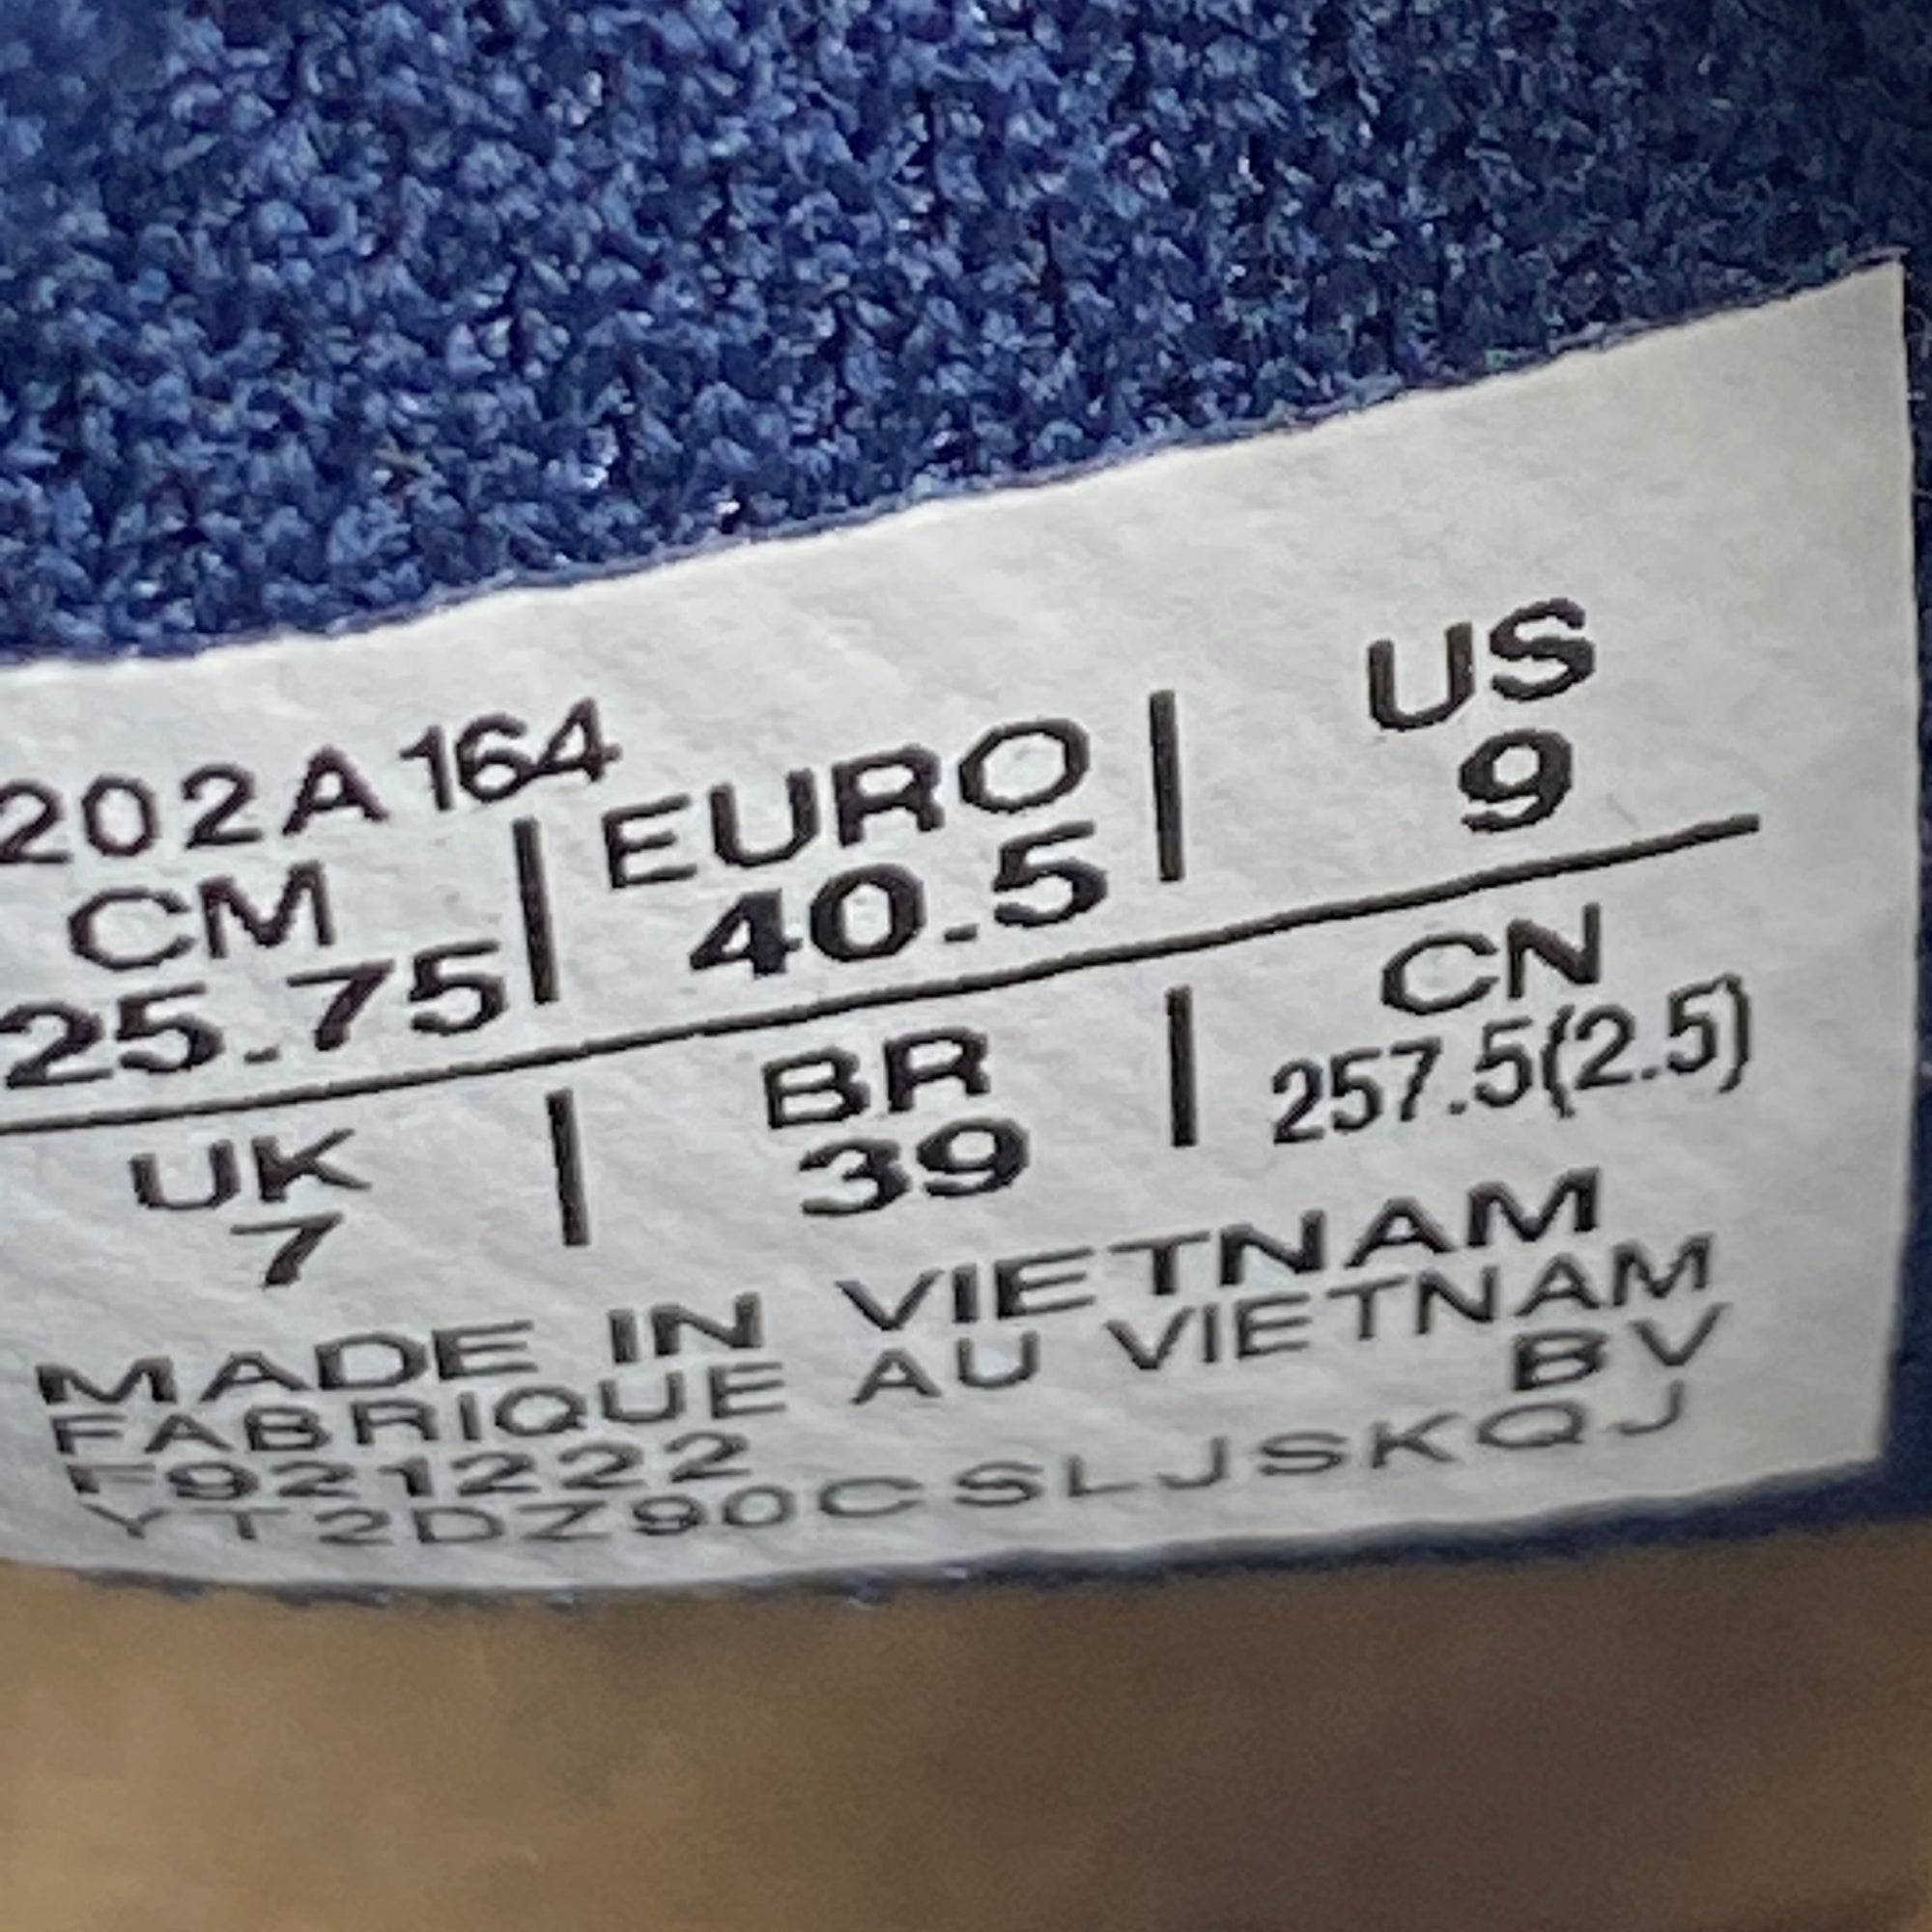 202A164
CM | EURO | US
25.75 | 40.5 | 9
UK | BR | CN
7 | 39 | 257.5(2.5)
MADE IN VIETNAM
FABRIQUE AU VIETNAM
F921222 BV
YT2DZ90CSLJSKQJ